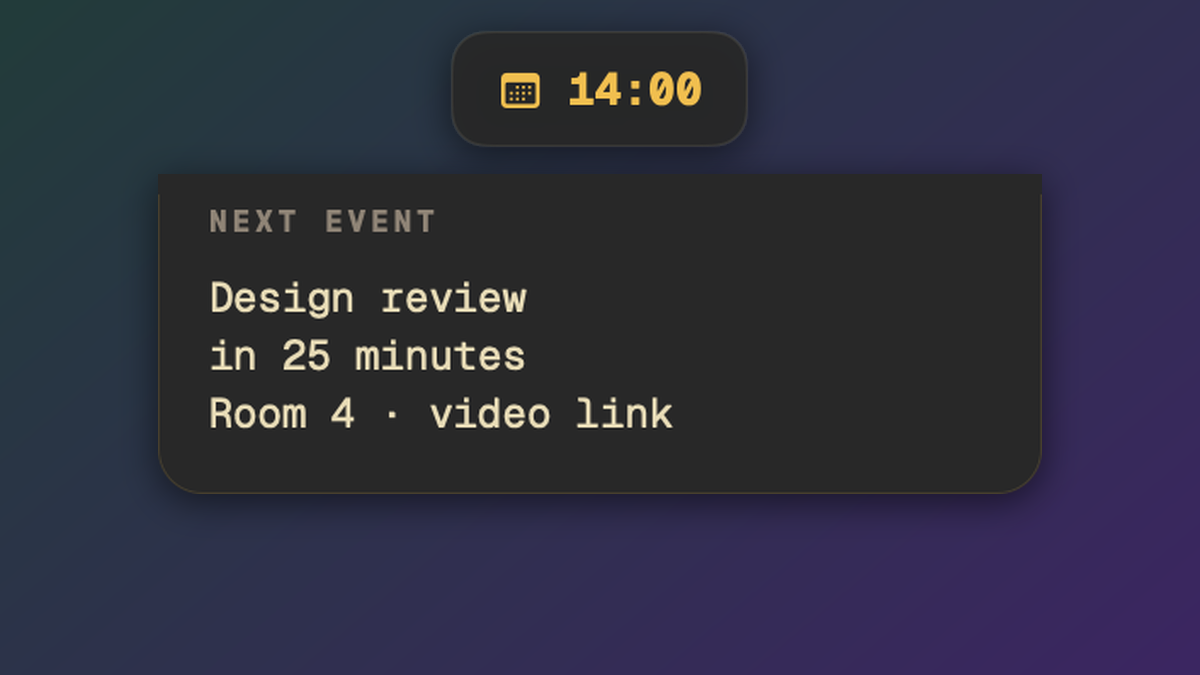 14:00
NEXT EVENT
Design review
in 25 minutes
Room 4 · video link